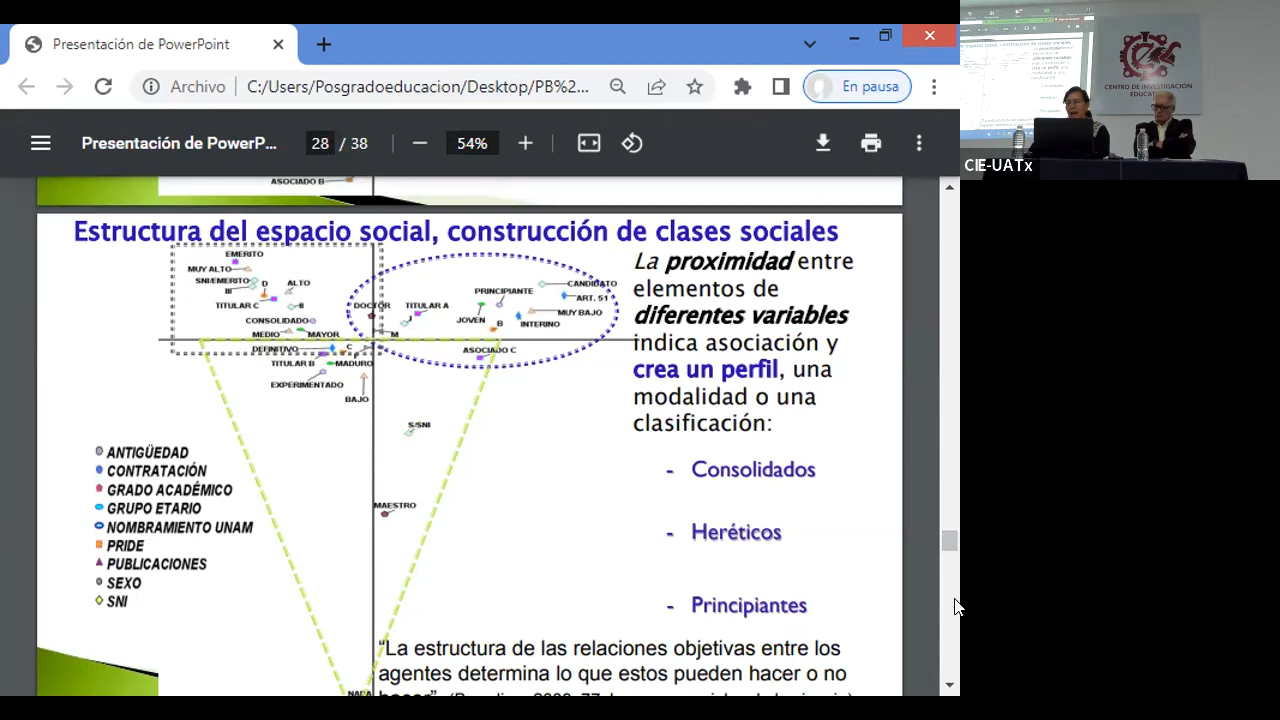 Presentación de PowerPoint
Archivo
C:/Users/Posgradoeducacion/Desktop/PB%2...
En pausa
Presentación de PowerP...
28 / 38
54%
ASOCIADO B
Estructura del espacio social, construcción de clases sociales
EMERITO
MUY ALTO
SNI/EMERITO
III
D
ALTO
TITULAR C
II
CONSOLIDADO
MEDIO
MAYOR
DOCTOR
TITULAR A
I
M
PRINCIPIANTE
CANDIDATO
ART. 51
JOVEN
B
MUY BAJO
INTERINO
ASOCIADO C
DEFINITIVO
C
F
TITULAR B
MADURO
EXPERIMENTADO
BAJO
S/SNI
MAESTRO
NADA
ANTIGÜEDAD
CONTRATACIÓN
GRADO ACADÉMICO
GRUPO ETARIO
NOMBRAMIENTO UNAM
PRIDE
PUBLICACIONES
SEXO
SNI
La proximidad entre
elementos de
diferentes variables
indica asociación y
crea un perfil, una
modalidad o una
clasificación:
- Consolidados
- Heréticos
- Principiantes
“La estructura de las relaciones objetivas entre los
agentes determina lo que estos pueden hacer o no
CENTRO DE INVESTIGACIÓN
CIE-UATx